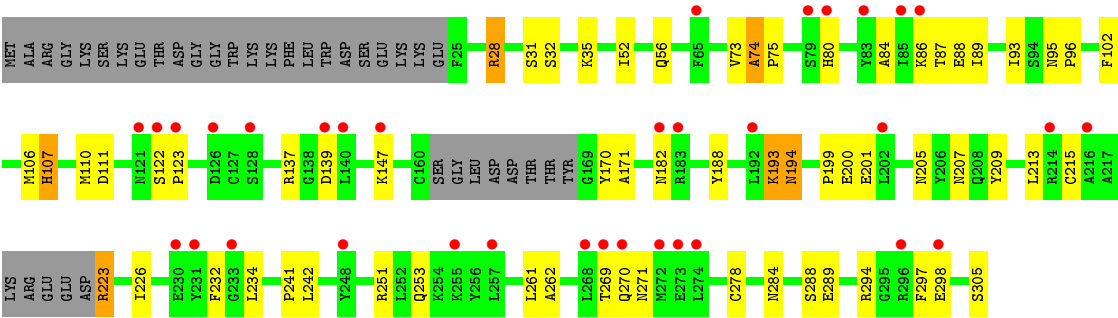 MET ALA ARG GLY LYS SER LYS GLU THR ASP GLY GLY TRP LYS LYS PHE LEU TRP ASP SER GLU LYS LYS GLU F25 R28 S31 S32 K35 I52 Q56 F65 V73 A74 P75 S79 H80 Y83 A84 I85 K86 T87 E88 I89 I93 S94 N95 P96 F102
M106 H107 M110 D111 N121 S122 P123 D126 C127 S128 R137 G138 D139 L140 K147 C160 SER GLY LEU ASP ASP THR THR TYR G169 Y170 A171 N182 R183 Y188 L192 K193 N194 P199 E200 E201 L202 N205 Y206 N207 Q208 Y209 L213 R214 C215 A216 A217
LYS ARG GLU GLU ASP R223 I226 E230 Y231 F232 G233 L234 P241 L242 Y248 R251 L252 Q253 K254 K255 Y256 L257 L261 A262 L268 T269 Q270 N271 M272 E273 L274 C278 N284 S288 E289 R294 G295 R296 F297 E298 S305